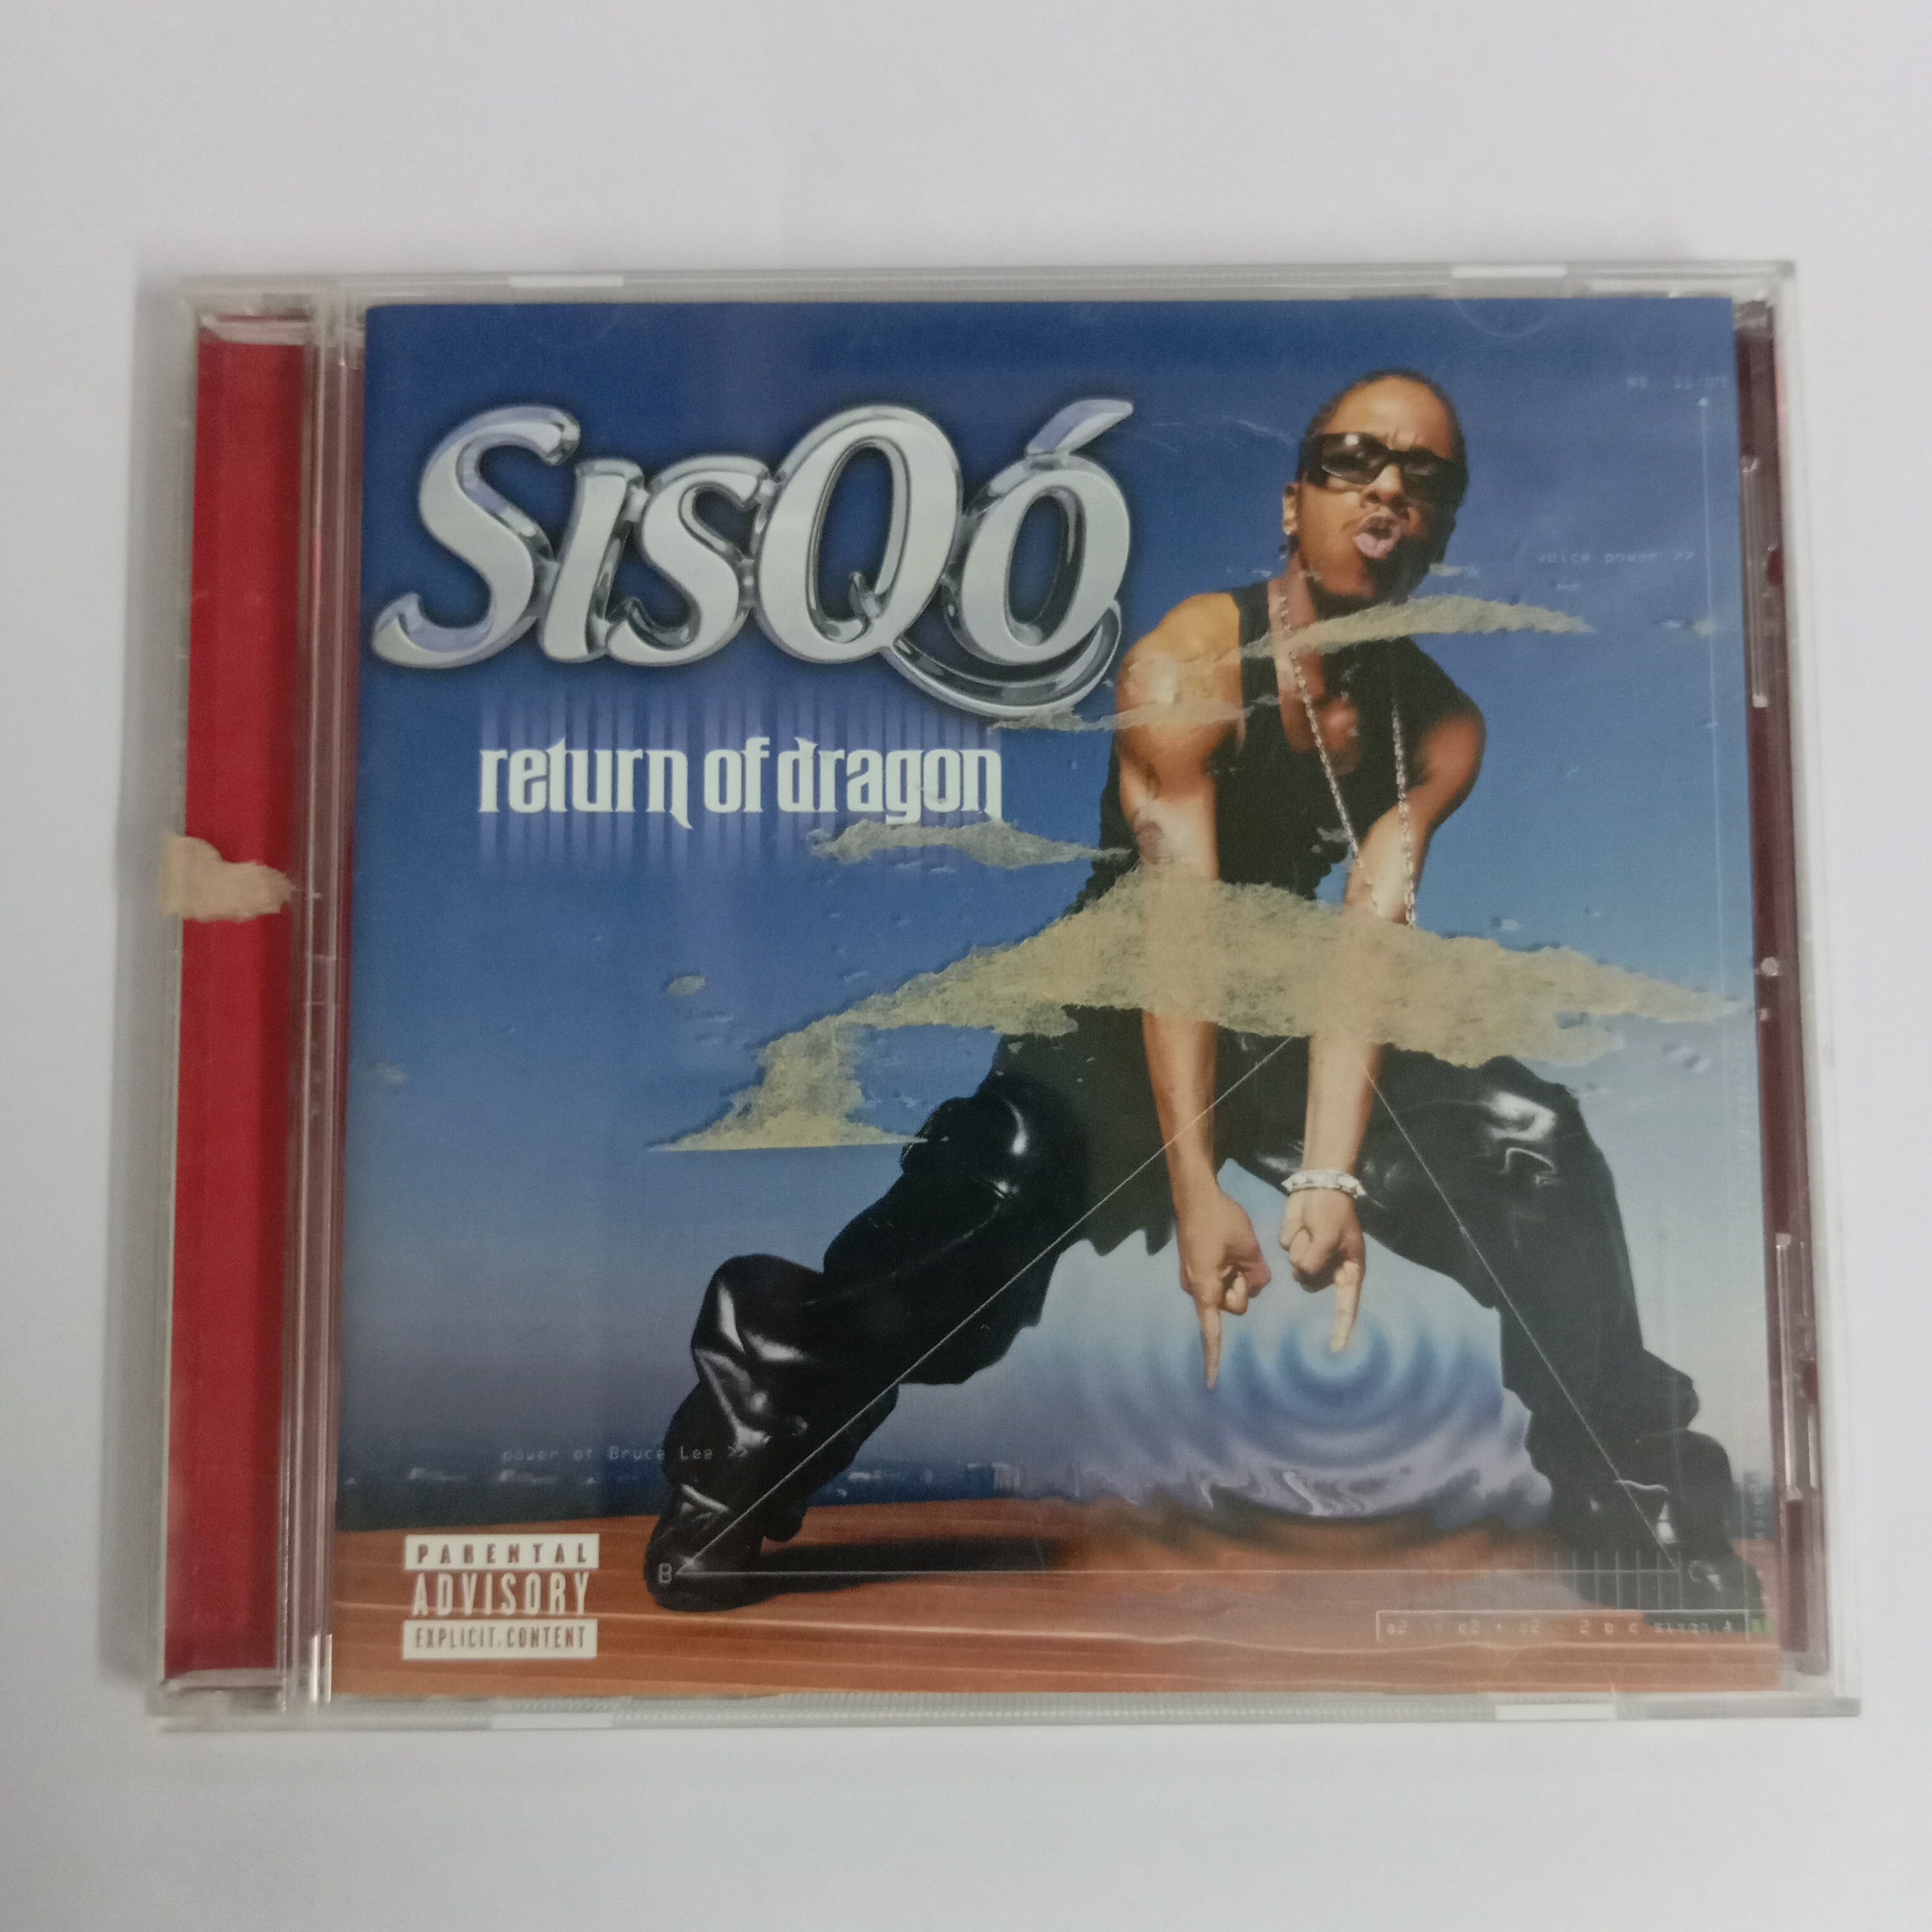 SisQó
return of dragon
voice power >>
power of Bruce Lee >>
B
C
PARENTAL
ADVISORY
EXPLICIT CONTENT